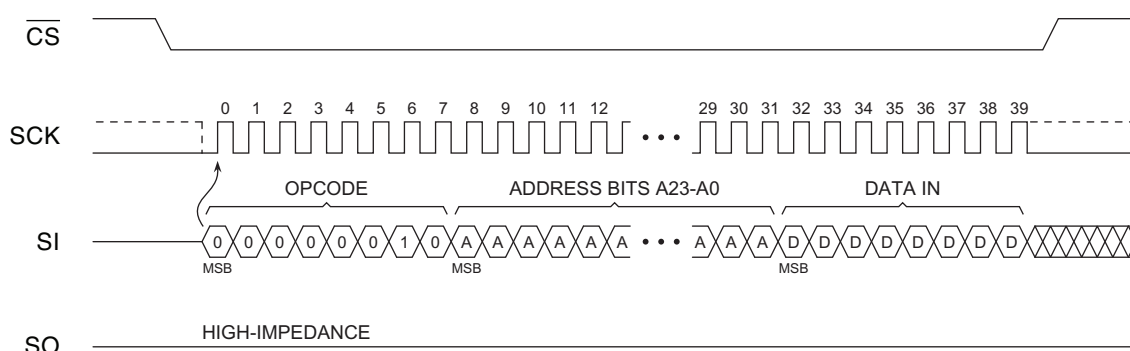 CS
0 1 2 3 4 5 6 7 8 9 10 11 12 29 30 31 32 33 34 35 36 37 38 39
SCK
OPCODE ADDRESS BITS A23-A0 DATA IN
SI 0 0 0 0 0 0 1 0 A A A A A A A A A D D D D D D D D
MSB MSB MSB
HIGH-IMPEDANCE
SO